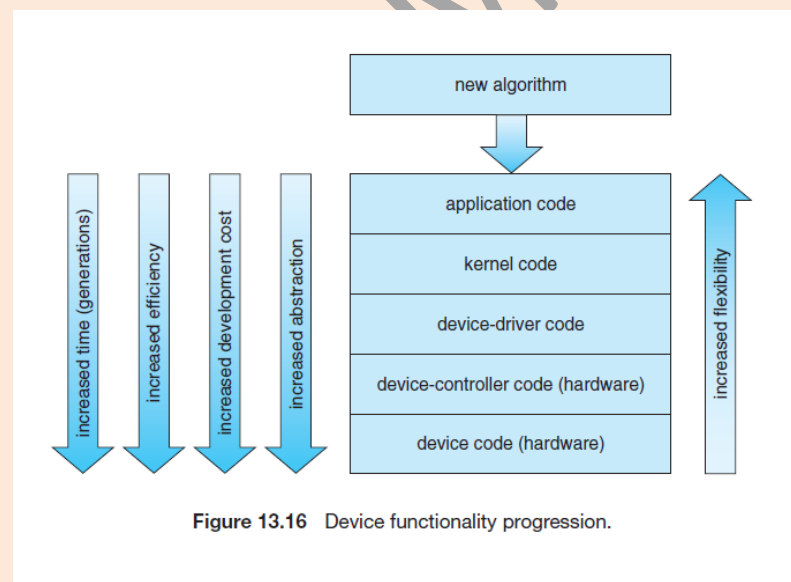 new algorithm
application code
kernel code
device-driver code
device-controller code (hardware)
device code (hardware)
increased time (generations)
increased efficiency
increased development cost
increased abstraction
increased flexibility
Figure 13.16 Device functionality progression.